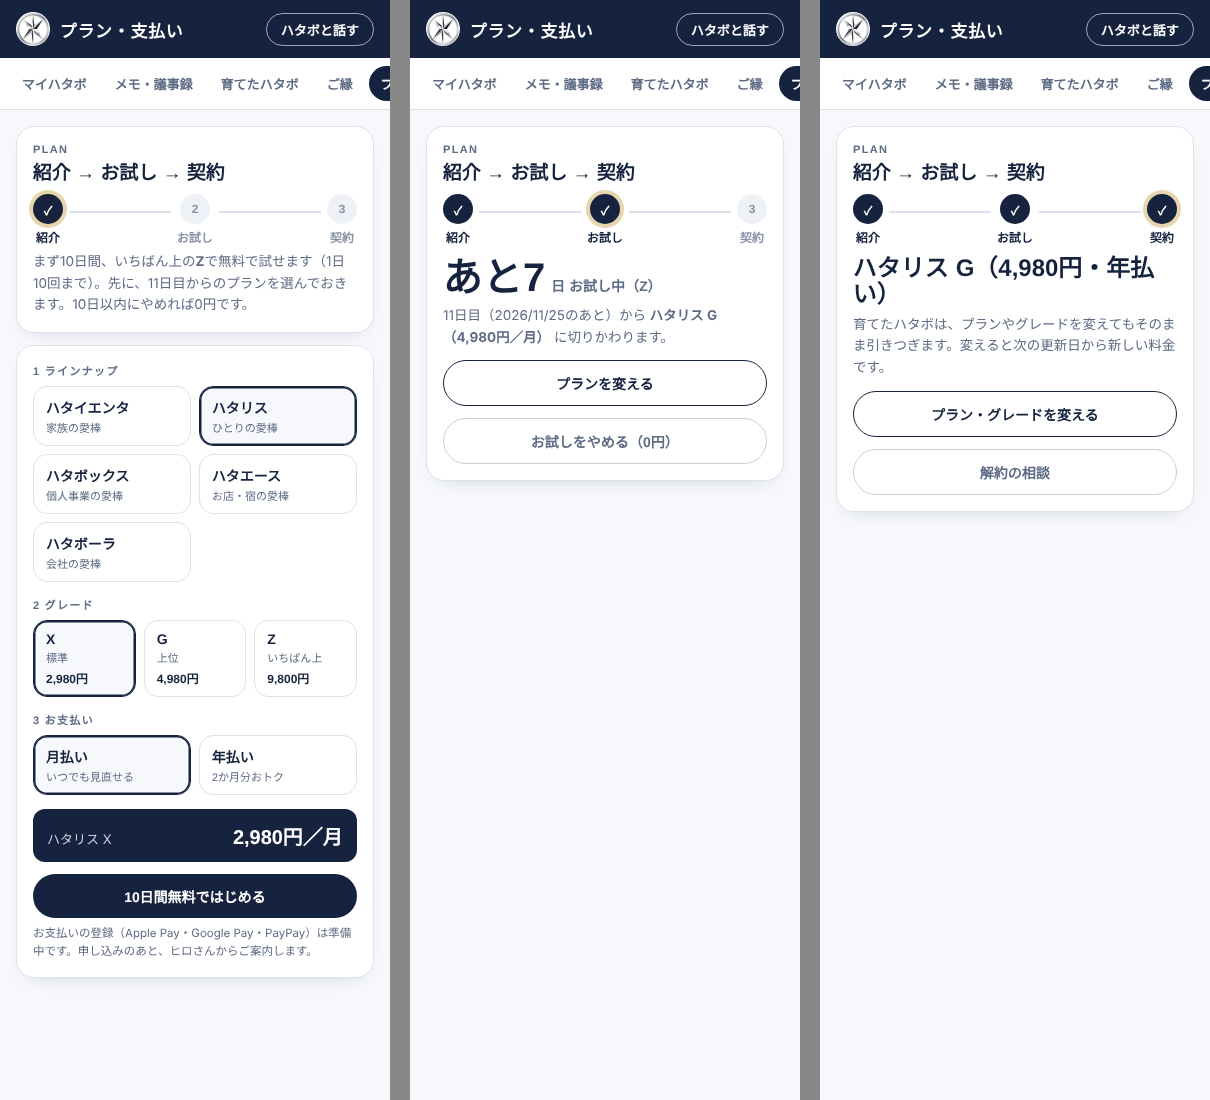 プラン・支払い
ハタボと話す
マイハタボ
メモ・議事録
育てたハタボ
ご縁
PLAN
紹介 → お試し → 契約
✓
2
3
紹介
お試し
契約
まず10日間、いちばん上のZで無料で試せます（1日
10回まで）。先に、11日目からのプランを選んでおき
ます。10日以内にやめれば0円です。
1 ラインナップ
ハタイエンタ
家族の愛棒
ハタリス
ひとりの愛棒
ハタボックス
個人事業の愛棒
ハタエース
お店・宿の愛棒
ハタボーラ
会社の愛棒
2 グレード
X
標準
2,980円
G
上位
4,980円
Z
いちばん上
9,800円
3 お支払い
月払い
いつでも見直せる
年払い
2か月分おトク
ハタリス X
2,980円／月
10日間無料ではじめる
お支払いの登録（Apple Pay・Google Pay・PayPay）は準備
中です。申し込みのあと、ヒロさんからご案内します。
プラン・支払い
ハタボと話す
マイハタボ
メモ・議事録
育てたハタボ
ご縁
PLAN
紹介 → お試し → 契約
✓
✓
3
紹介
お試し
契約
あと7 日 お試し中（Z）
11日目（2026/11/25のあと）から ハタリス G
（4,980円／月） に切りかわります。
プランを変える
お試しをやめる（0円）
プラン・支払い
ハタボと話す
マイハタボ
メモ・議事録
育てたハタボ
ご縁
PLAN
紹介 → お試し → 契約
✓
✓
✓
紹介
お試し
契約
ハタリス G（4,980円・年払
い）
育てたハタボは、プランやグレードを変えてもそのま
ま引きつぎます。変えると次の更新日から新しい料金
です。
プラン・グレードを変える
解約の相談